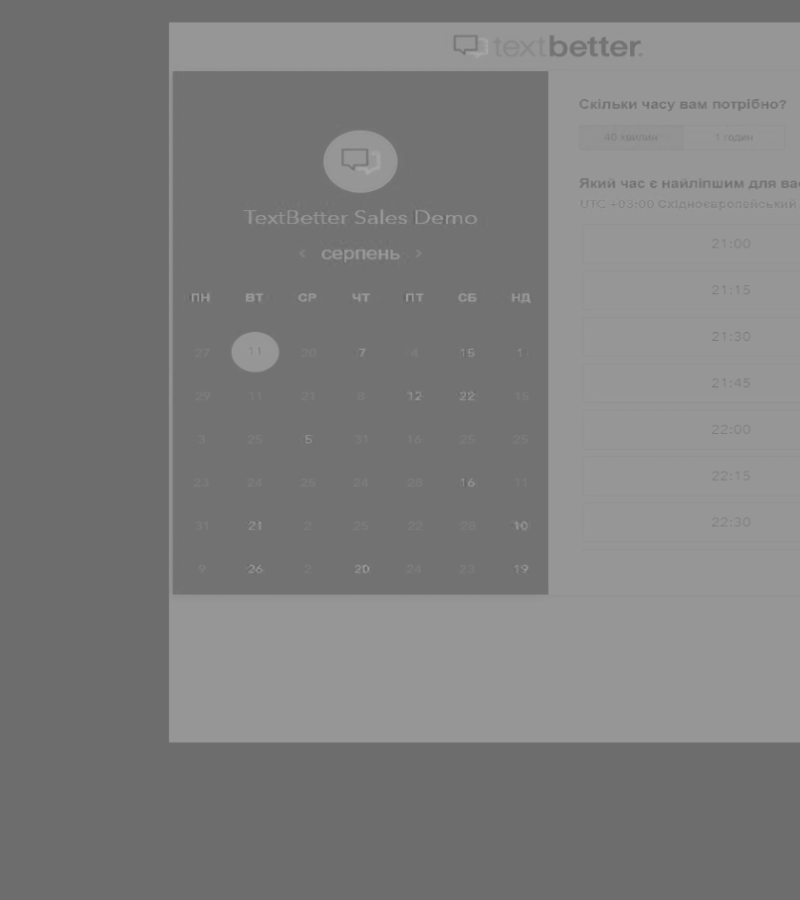 textbetter.
TextBetter Sales Demo
‹ серпень ›
ПН ВТ СР ЧТ ПТ СБ НД
27 11 20 7 4 15 1
29 11 21 8 12 22 15
3 25 5 31 16 25 25
23 24 25 24 28 16 11
31 21 2 25 22 28 10
9 26 2 20 24 23 19
Скільки часу вам потрібно?
40 хвилин 1 годин
Який час є найліпшим для вас
UTC +03:00 Східноєвропейський
21:00
21:15
21:30
21:45
22:00
22:15
22:30